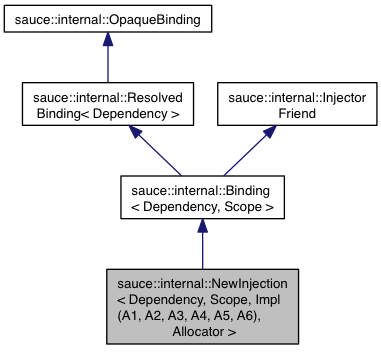 sauce::internal::OpaqueBinding
sauce::internal::Resolved
Binding< Dependency >
sauce::internal::Injector
Friend
sauce::internal::Binding
< Dependency, Scope >
sauce::internal::NewInjection
< Dependency, Scope, Impl
(A1, A2, A3, A4, A5, A6),
Allocator >